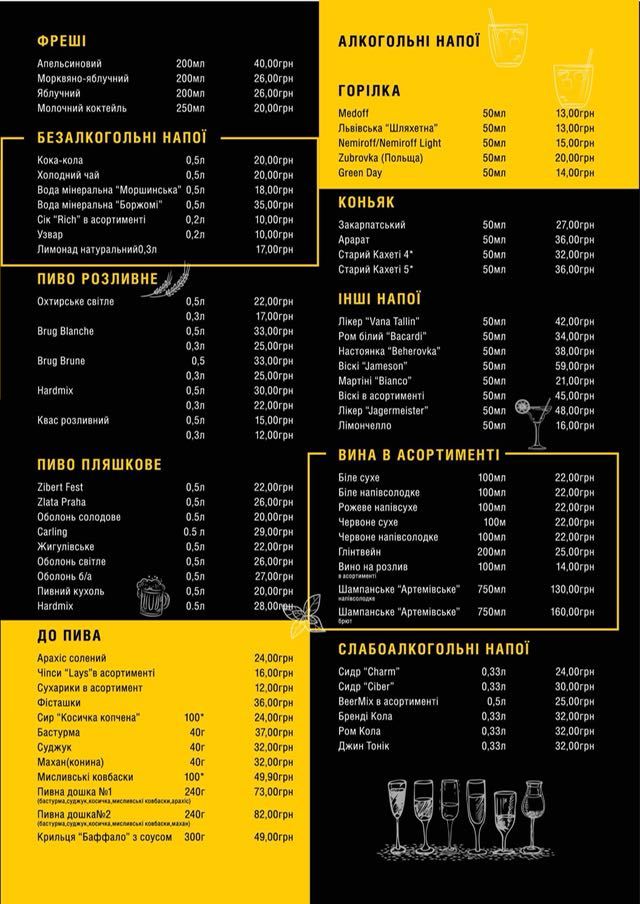 ФРЕШІ
Апельсиновий 200мл 40,00грн
Морквяно-яблучний 200мл 26,00грн
Яблучний 200мл 26,00грн
Молочний коктейль 250мл 20,00грн
БЕЗАЛКОГОЛЬНІ НАПОЇ
Кока-кола 0,5л 20,00грн
Холодний чай 0,5л 20,00грн
Вода мінеральна "Моршинська" 0,5л 18,00грн
Вода мінеральна "Боржомі" 0,5л 35,00грн
Сік "Rich" в асортименті 0,2л 10,00грн
Узвар 0,2л 10,00грн
Лимонад натуральний0,3л 17,00грн
ПИВО РОЗЛИВНЕ
Охтирське світле 0,5л 22,00грн
0,3л 17,00грн
Brug Blanche 0,5л 33,00грн
0,3л 25,00грн
Brug Brune 0,5 33,00грн
0,3л 25,00грн
Hardmix 0,5л 30,00грн
0,3л 22,00грн
Квас розливний 0,5л 15,00грн
0,3л 12,00грн
ПИВО ПЛЯШКОВЕ
Zibert Fest 0,5л 22,00грн
Zlata Praha 0,5л 26,00грн
Оболонь солодове 0.5л 20,00грн
Carling 0.5 л 29,00грн
Жигулівське 0,5л 22,00грн
Оболонь світле 0,5л 26,00грн
Оболонь б/а 0,5л 27,00грн
Пивний кухоль 0,5л 20,00грн
Hardmix 0.5л 28,00грн
ДО ПИВА
Арахіс солений 24,00грн
Чіпси "Lays"в асортименті 16,00грн
Сухарики в асортимент 12,00грн
Фісташки 36,00грн
Сир "Косичка копчена" 100* 24,00грн
Бастурма 40г 37,00грн
Суджук 40г 32,00грн
Махан(конина) 40г 32,00грн
Мисливські ковбаски 100* 49,90грн
Пивна дошка №1 240г 73,00грн
(бастурма,суджук,косичка,мисливські ковбаски,арахіс)
Пивна дошка№2 240г 82,00грн
(бастурма,суджук,косичка,мисливські ковбаски,махан)
Крильця "Баффало" з соусом 300г 49,00грн
АЛКОГОЛЬНІ НАПОЇ
ГОРІЛКА
Medoff 50мл 13,00грн
Львівська "Шляхетна" 50мл 13,00грн
Nemiroff/Nemiroff Light 50мл 15,00грн
Zubrovka (Польща) 50мл 20,00грн
Green Day 50мл 14,00грн
КОНЬЯК
Закарпатський 50мл 27,00грн
Арарат 50мл 36,00грн
Старий Кахеті 4* 50мл 32,00грн
Старий Кахеті 5* 50мл 36,00грн
ІНШІ НАПОЇ
Лікер "Vana Tallin" 50мл 42,00грн
Ром білий "Bacardi" 50мл 34,00грн
Настоянка "Beherovka" 50мл 38,00грн
Віскі "Jameson" 50мл 59,00грн
Мартіні "Bianco" 50мл 21,00грн
Віскі в асортименті 50мл 45,00грн
Лікер "Jagermeister" 50мл 48,00грн
Лімончелло 50мл 16,00грн
ВИНА В АСОРТИМЕНТІ
Біле сухе 100мл 22,00грн
Біле напівсолодке 100мл 22,00грн
Рожеве напівсухе 100мл 22,00грн
Червоне сухе 100м 22,00грн
Червоне напівсолодке 100мл 22,00грн
Глінтвейн 200мл 25,00грн
Вино на розлив 100мл 14,00грн
в асортименті
Шампанське "Артемівське" 750мл 130,00грн
напівсолодке
Шампанське "Артемівське" 750мл 160,00грн
брют
СЛАБОАЛКОГОЛЬНІ НАПОЇ
Сидр "Charm" 0,33л 24,00грн
Сидр "Ciber" 0,33л 30,00грн
BeerMix в асортименті 0,5л 25,00грн
Бренді Кола 0,33л 32,00грн
Ром Кола 0,33л 32,00грн
Джин Тонік 0,33л 32,00грн